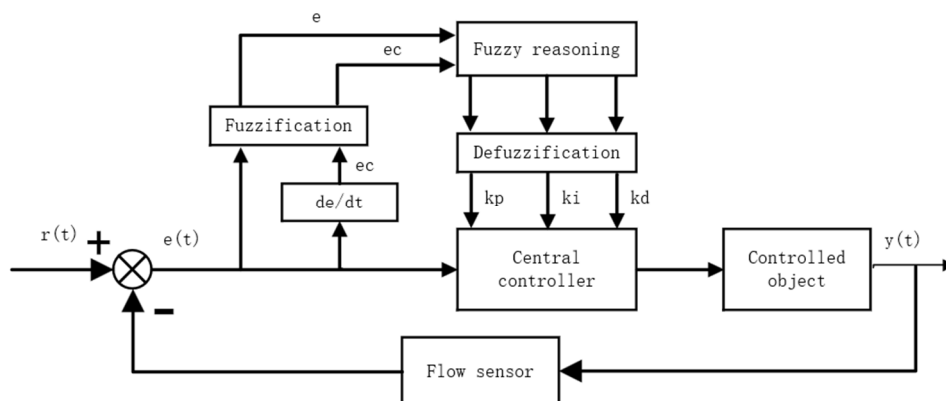 e
ec
Fuzzy reasoning
Fuzzification
Defuzzification
ec
de/dt
kp
ki
kd
r(t)
+
e(t)
Central
controller
Controlled
object
y(t)
-
Flow sensor